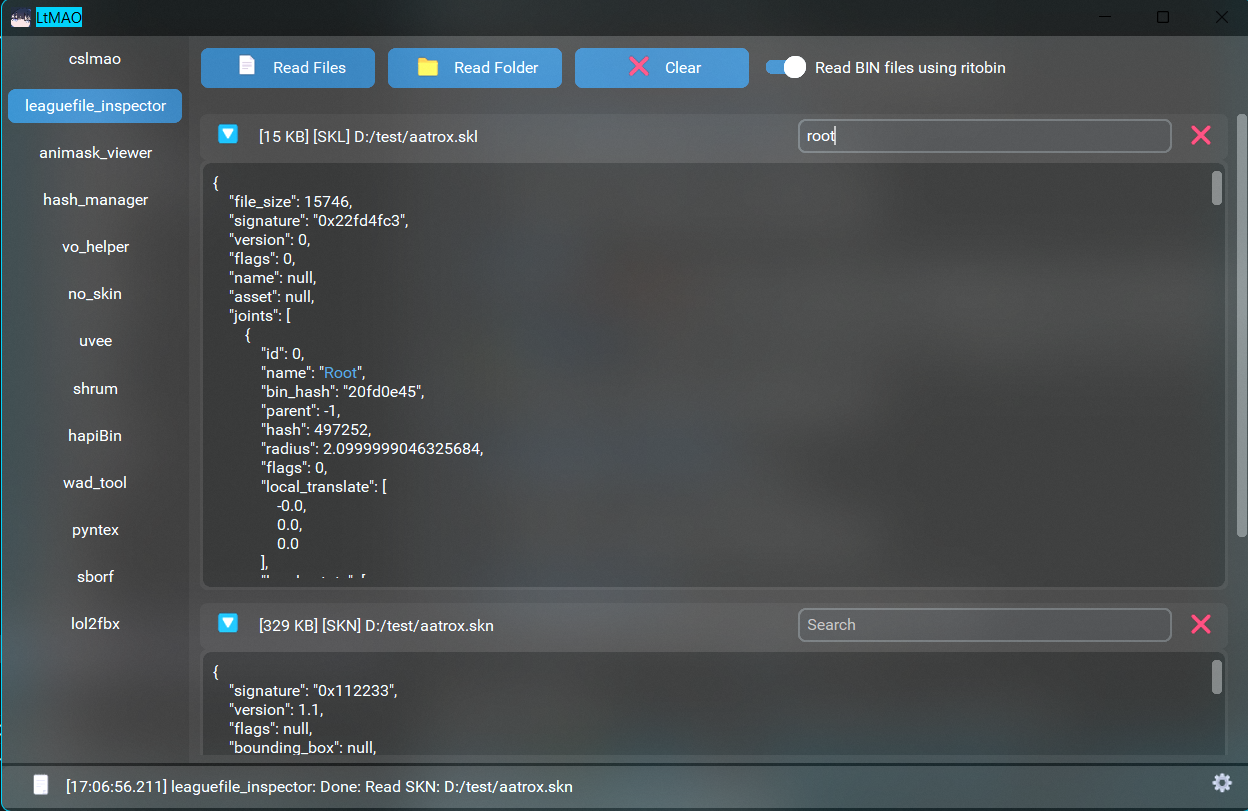 LtMAO
cslmao
leaguefile_inspector
animask_viewer
hash_manager
vo_helper
no_skin
uvee
shrum
hapiBin
wad_tool
pyntex
sborf
lol2fbx
Read Files
Read Folder
Clear
Read BIN files using ritobin
[15 KB] [SKL] D:/test/aatrox.skl
root
{
"file_size": 15746,
"signature": "0x22fd4fc3",
"version": 0,
"flags": 0,
"name": null,
"asset": null,
"joints": [
{
"id": 0,
"name": "Root",
"bin_hash": "20fd0e45",
"parent": -1,
"hash": 497252,
"radius": 2.0999999046325684,
"flags": 0,
"local_translate": [
-0.0,
0.0,
0.0
],
[329 KB] [SKN] D:/test/aatrox.skn
Search
{
"signature": "0x112233",
"version": 1.1,
"flags": null,
"bounding_box": null,
[17:06:56.211] leaguefile_inspector: Done: Read SKN: D:/test/aatrox.skn